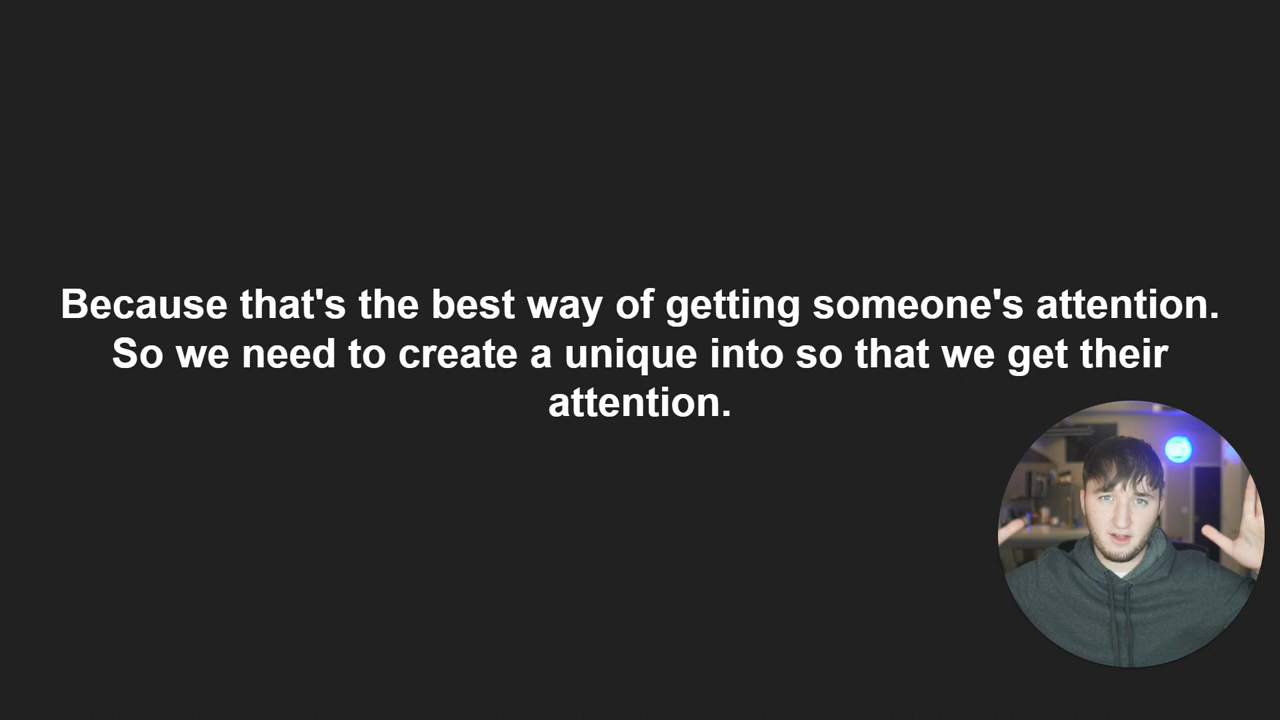 Because that's the best way of getting someone's attention.
So we need to create a unique into so that we get their
attention.